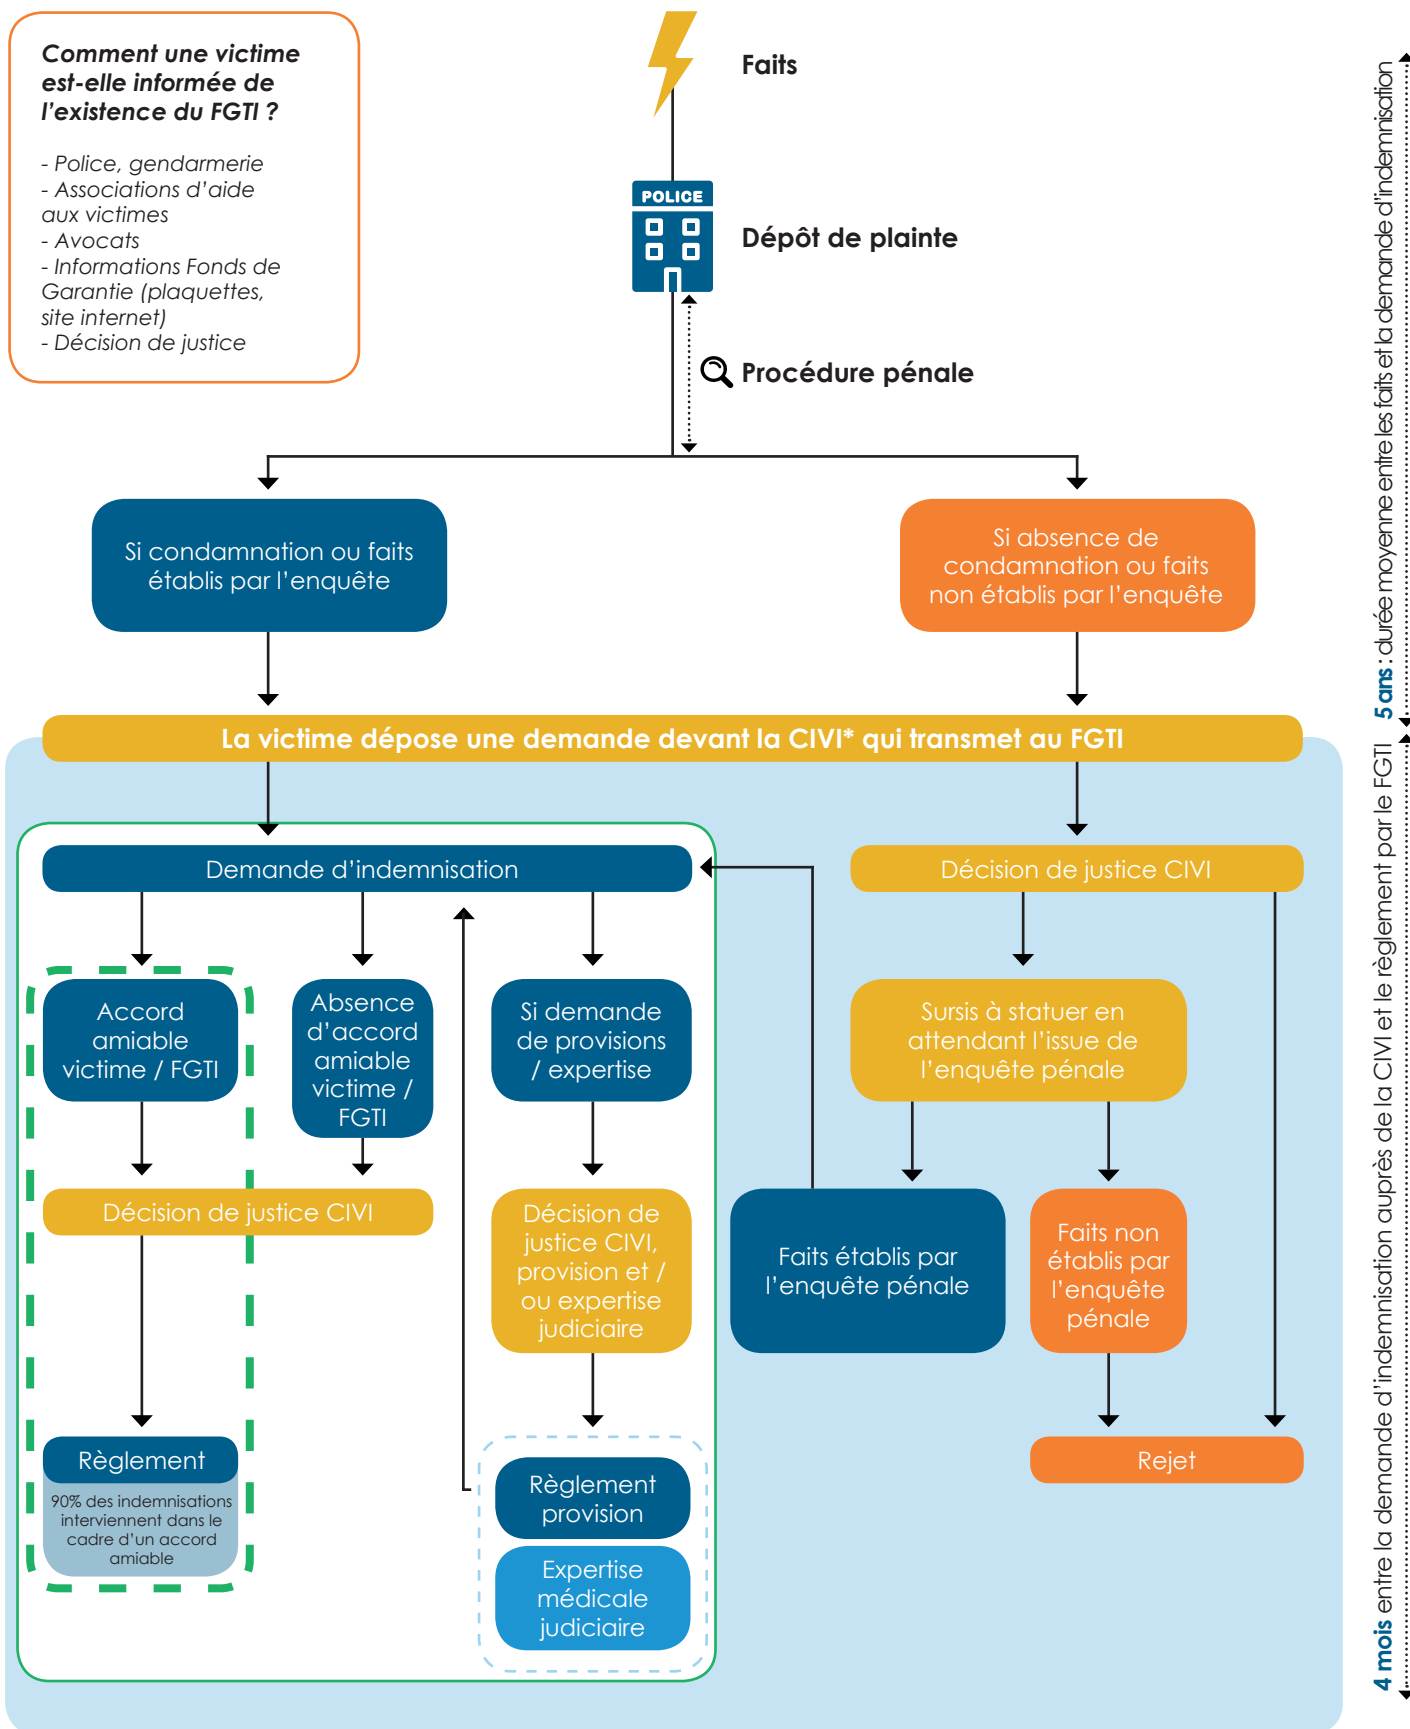 Comment une victime
est-elle informée de
l'existence du FGTI ?
- Police, gendarmerie
- Associations d'aide
aux victimes
- Avocats
- Informations Fonds de
Garantie (plaquettes,
site internet)
- Décision de justice
Faits
POLICE
Dépôt de plainte
Procédure pénale
Si condamnation ou faits
établis par l'enquête
Si absence de
condamnation ou faits
non établis par l'enquête
5 ans : durée moyenne entre les faits et la demande d'indemnisation
La victime dépose une demande devant la CIVI* qui transmet au FGTI
Demande d'indemnisation
Décision de justice CIVI
Accord
amiable
victime / FGTI
Absence
d'accord
amiable
victime /
FGTI
Si demande
de provisions
/ expertise
Sursis à statuer en
attendant l'issue de
l'enquête pénale
Décision de justice CIVI
Décision de
justice CIVI,
provision et /
ou expertise
judiciaire
Faits établis par
l'enquête pénale
Faits non
établis par
l'enquête
pénale
Règlement
90% des indemnisations
interviennent dans le
cadre d'un accord
amiable
Règlement
provision
Expertise
médicale
judiciaire
Rejet
4 mois entre la demande d'indemnisation auprès de la CIVI et le règlement par le FGTI